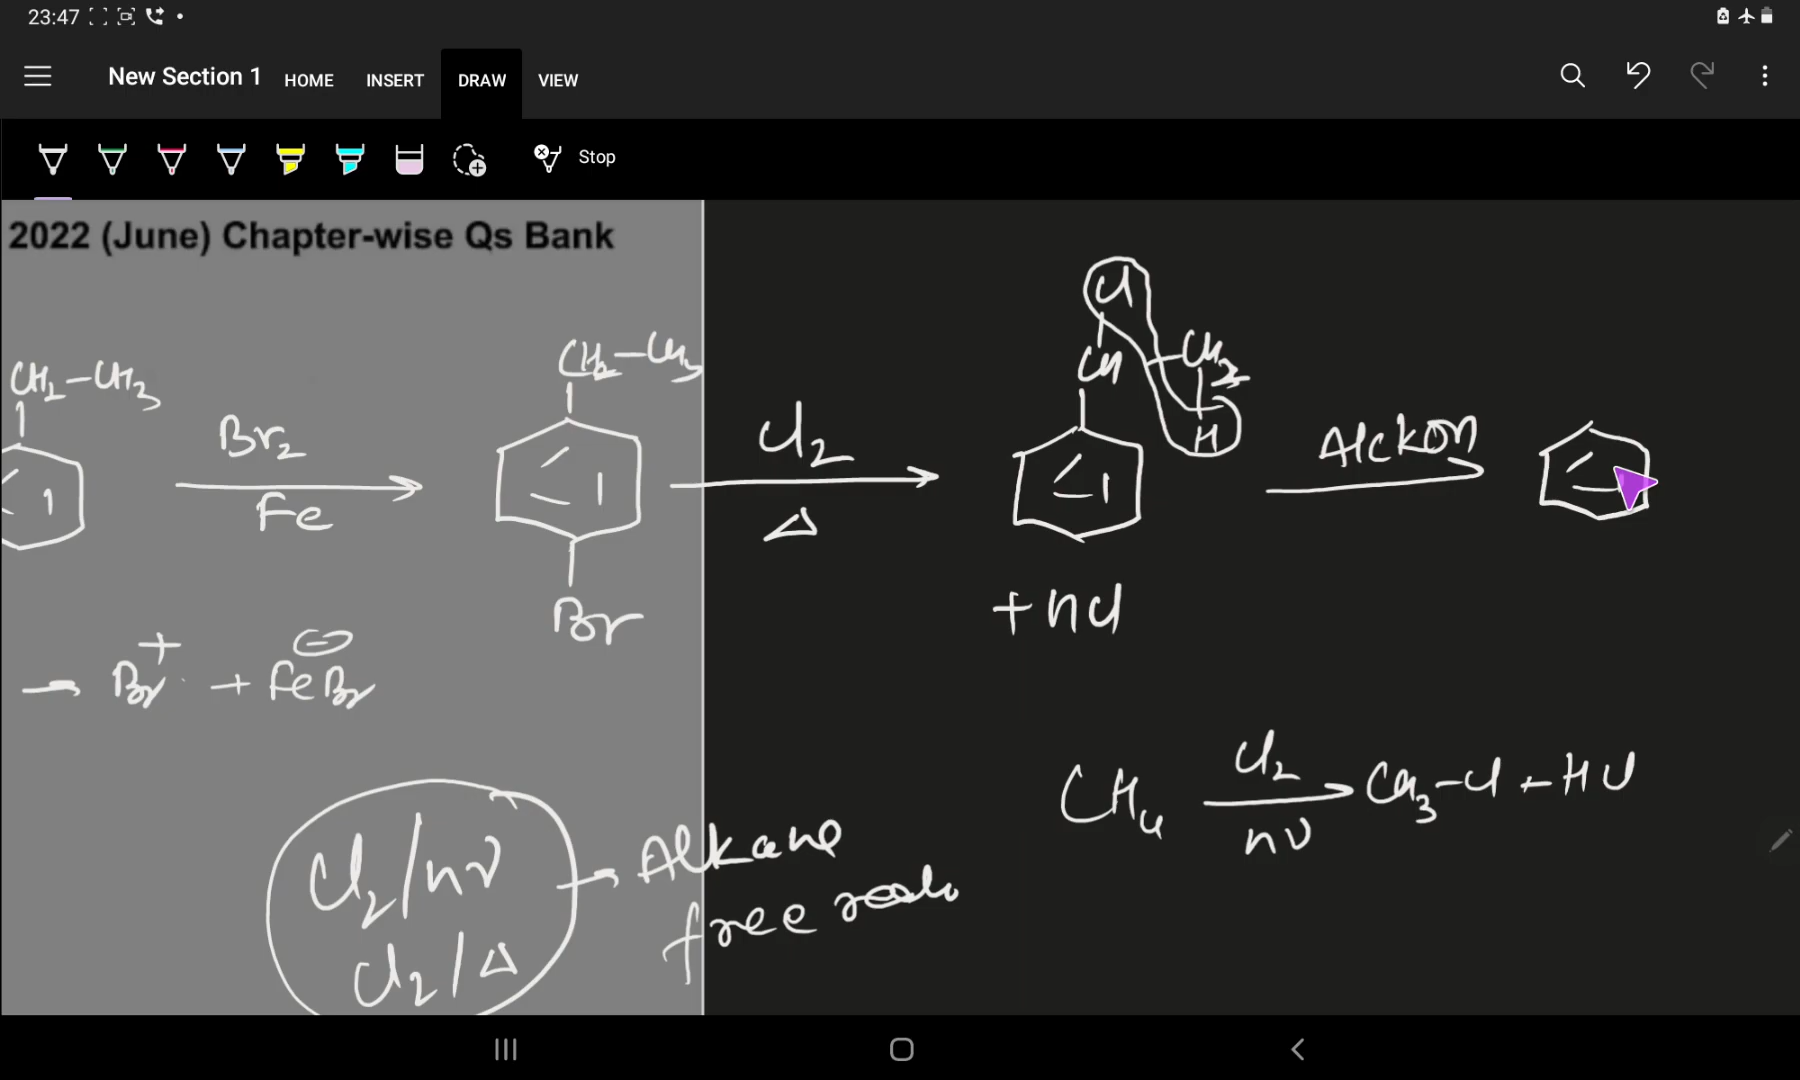 23:47
New Section 1 HOME INSERT DRAW VIEW
Stop
2022 (June) Chapter-wise Qs Bank
Cl
CH2-CH3 CH2-CH3 CH CH2
H
Br2 Cl2 Alc KOH
Fe Δ
Br
+ HCl
→ Br+ + FeBr ⊖
CH4 Cl2 → CH3-Cl + HCl
hν
Cl2/hν → Alkane
free
Cl2/Δ